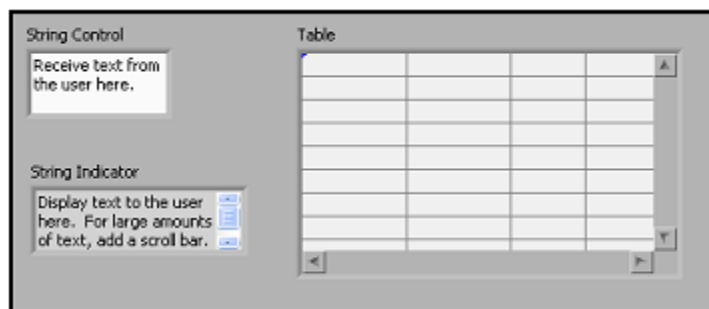 String Control
Receive text from
the user here.
String Indicator
Display text to the user
here. For large amounts
of text, add a scroll bar.
Table